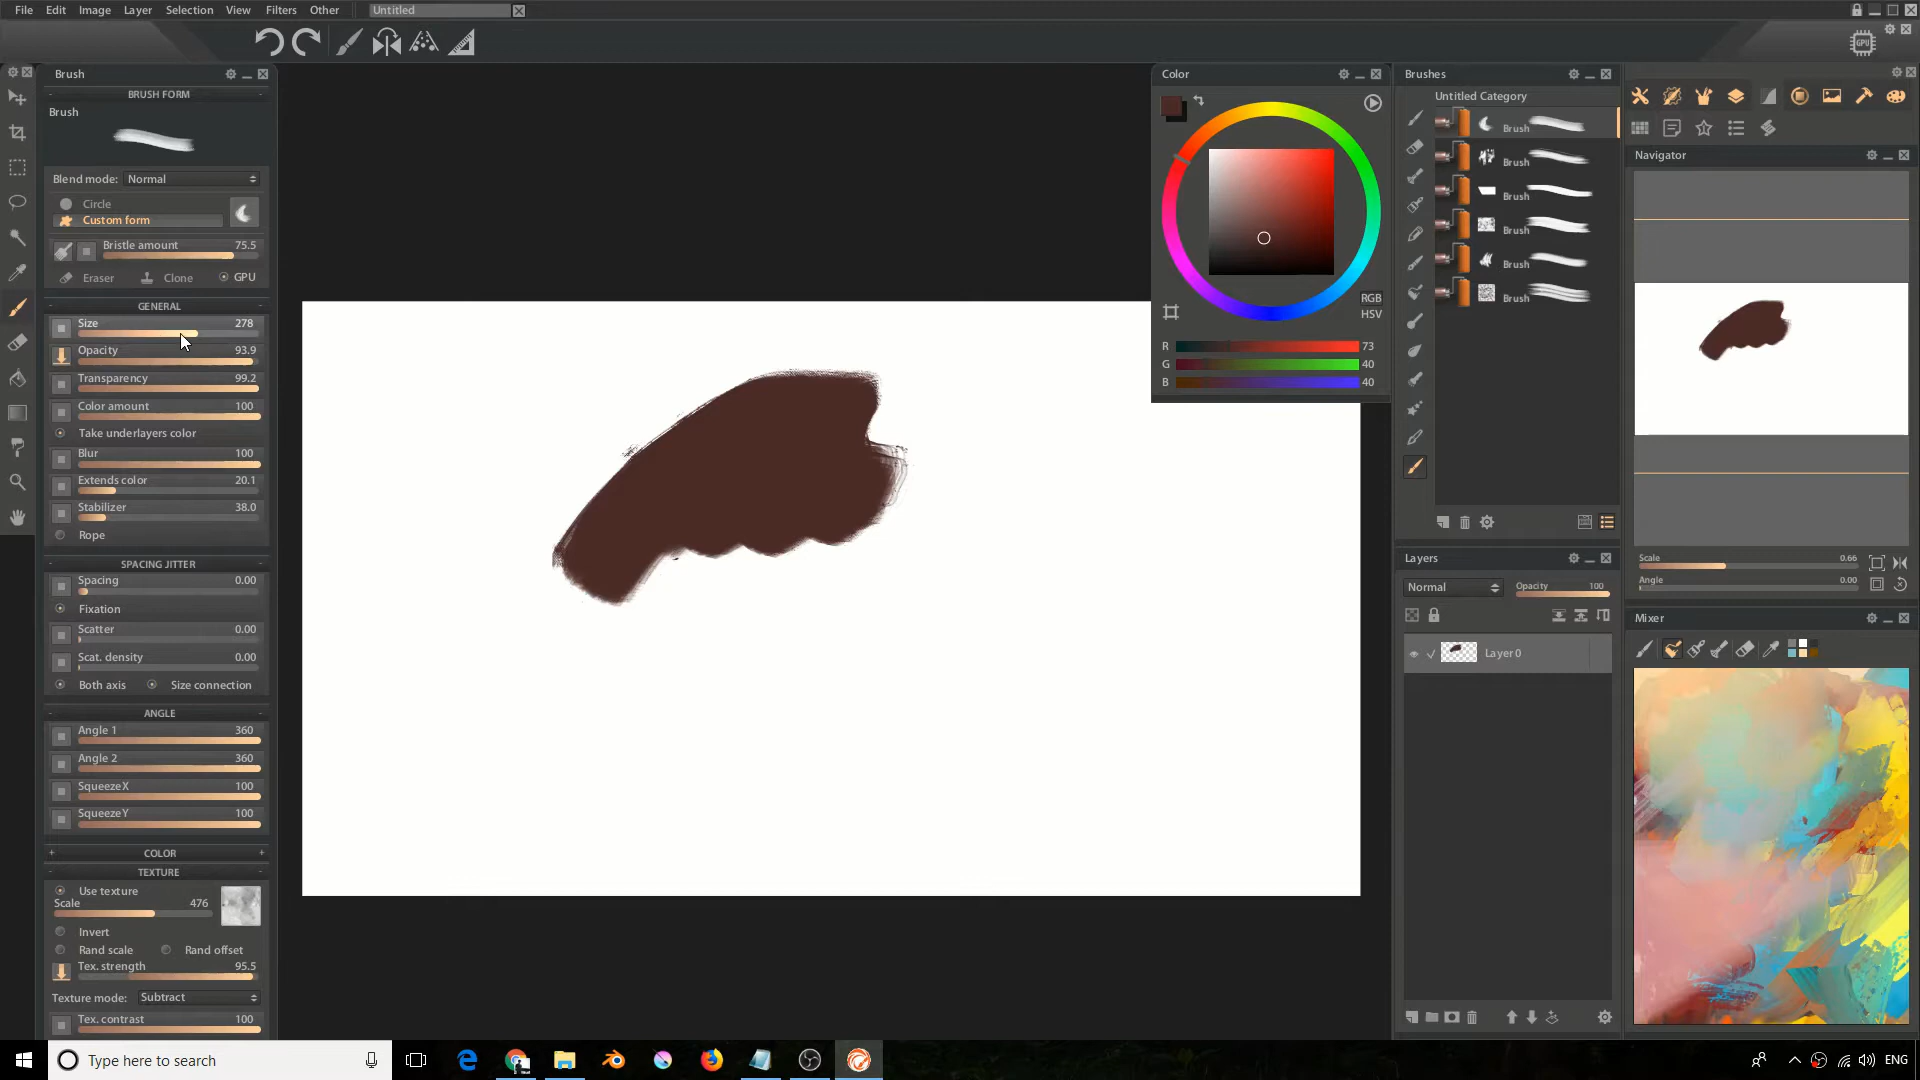 File Edit Image Layer Selection View Filters Other Untitled
GPU
Brush
BRUSH FORM
Brush
Blend mode: Normal
Circle
Custom form
Bristle amount 75.5
Eraser Clone GPU
GENERAL
Size 278
Opacity 93.9
Transparency 99.2
Color amount 100
Take underlayers color
Blur 100
Extends color 20.1
Stabilizer 38.0
Rope
SPACING JITTER
Spacing 0.00
Fixation
Scatter 0.00
Scat. density 0.00
Both axis Size connection
ANGLE
Angle 1 360
Angle 2 360
SqueezeX 100
SqueezeY 100
COLOR
TEXTURE
Use texture
Scale 476
Invert
Rand scale Rand offset
Tex. strength 95.5
Texture mode: Subtract
Tex. contrast 100
Color
RGB
HSV
R 73
G 40
B 40
Brushes
Untitled Category
Brush
Brush
Brush
Brush
Brush
Brush
Layers
Normal Opacity 100
Layer 0
Navigator
Scale 0.66
Angle 0.00
Mixer
Type here to search
ENG